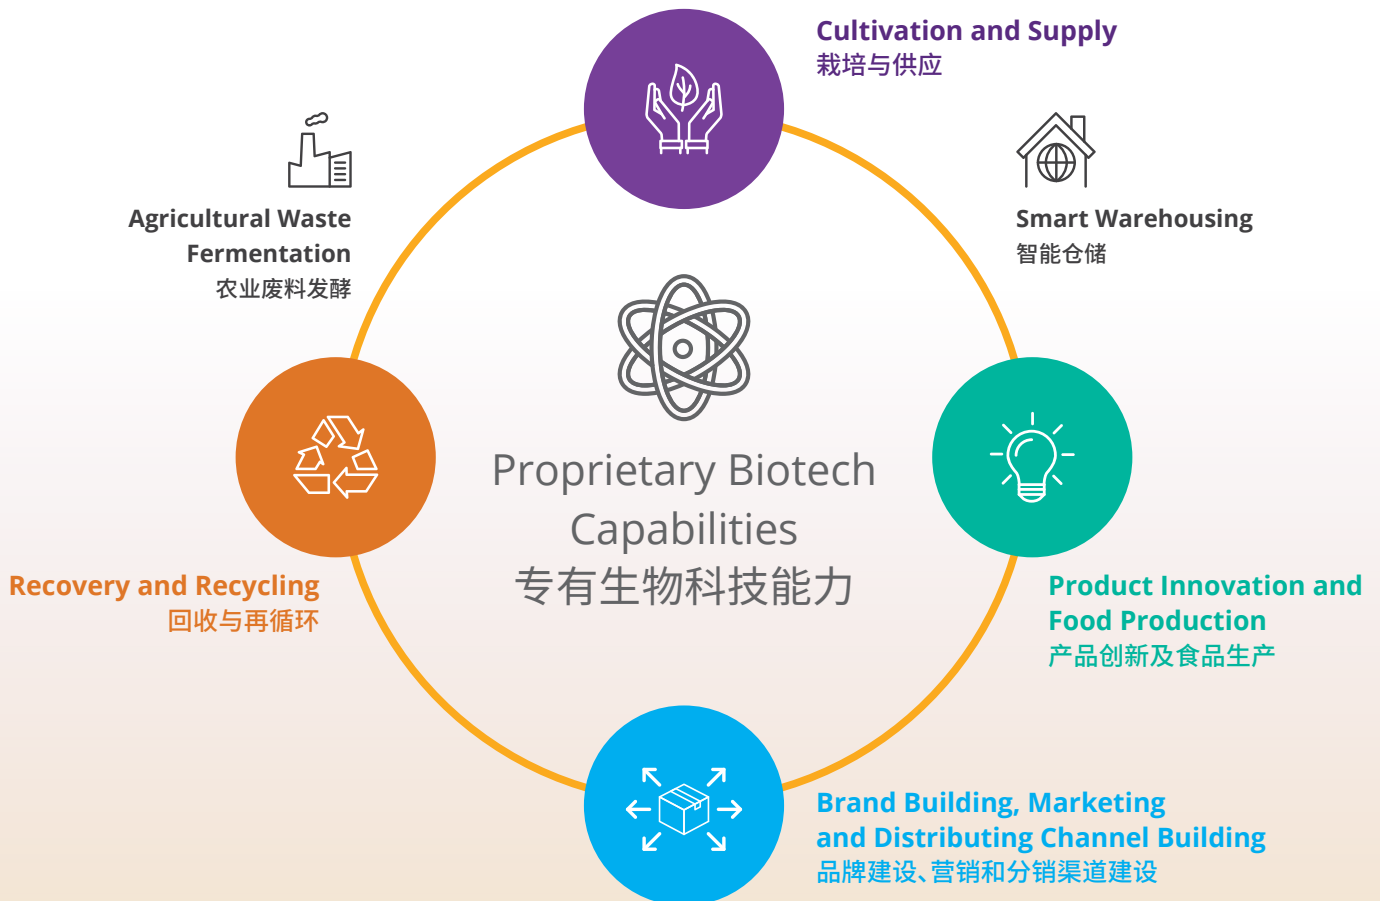 Cultivation and Supply
栽培与供应
Agricultural Waste
Fermentation
农业废料发酵
Smart Warehousing
智能仓储
Proprietary Biotech
Capabilities
专有生物科技能力
Recovery and Recycling
回收与再循环
Product Innovation and
Food Production
产品创新及食品生产
Brand Building, Marketing
and Distributing Channel Building
品牌建设、营销和分销渠道建设